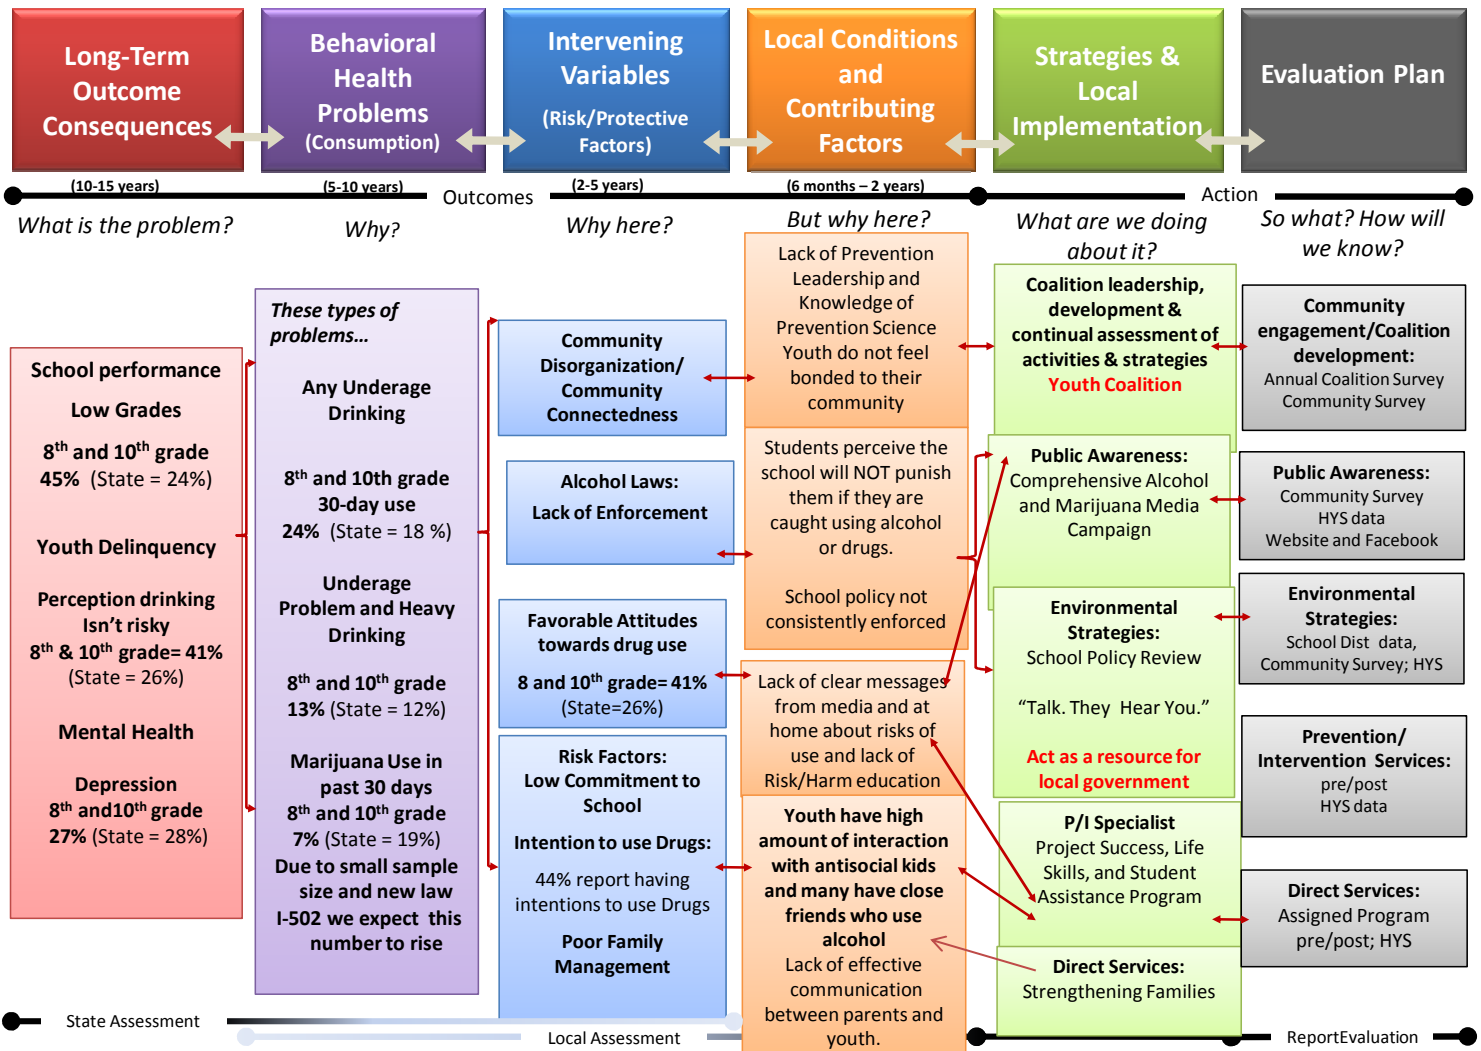 Long-Term
Outcome
Consequences
Behavioral
Health
Problems
(Consumption)
Intervening
Variables
(Risk/Protective
Factors)
Local Conditions
and
Contributing
Factors
Strategies &
Local
Implementation
Evaluation Plan
(10-15 years)
(5-10 years)
(2-5 years)
(6 months – 2 years)
Outcomes
Action
What is the problem?
Why?
Why here?
But why here?
What are we doing
about it?
So what? How will
we know?
School performance
Low Grades
8th and 10th grade
45% (State = 24%)
Youth Delinquency
Perception drinking
Isn't risky
8th & 10th grade= 41%
(State = 26%)
Mental Health
Depression
8th and10th grade
27% (State = 28%)
These types of
problems…
Any Underage
Drinking
8th and 10th grade
30-day use
24% (State = 18 %)
Underage
Problem and Heavy
Drinking
8th and 10th grade
13% (State = 12%)
Marijuana Use in
past 30 days
8th and 10th grade
7% (State = 19%)
Due to small sample
size and new law
I-502 we expect this
number to rise
Community
Disorganization/
Community
Connectedness
Alcohol Laws:
Lack of Enforcement
Favorable Attitudes
towards drug use
8 and 10th grade= 41%
(State=26%)
Risk Factors:
Low Commitment to
School
Intention to use Drugs:
44% report having
intentions to use Drugs
Poor Family
Management
Lack of Prevention
Leadership and
Knowledge of
Prevention Science
Youth do not feel
bonded to their
community
Students perceive the
school will NOT punish
them if they are
caught using alcohol
or drugs.
School policy not
consistently enforced
Lack of clear messages
from media and at
home about risks of
use and lack of
Risk/Harm education
Youth have high
amount of interaction
with antisocial kids
and many have close
friends who use
alcohol
Lack of effective
communication
between parents and
youth.
Coalition leadership,
development &
continual assessment of
activities & strategies
Youth Coalition
Public Awareness:
Comprehensive Alcohol
and Marijuana Media
Campaign
Environmental
Strategies:
School Policy Review
“Talk. They Hear You.”
Act as a resource for
local government
P/I Specialist
Project Success, Life
Skills, and Student
Assistance Program
Direct Services:
Strengthening Families
Community
engagement/Coalition
development:
Annual Coalition Survey
Community Survey
Public Awareness:
Community Survey
HYS data
Website and Facebook
Environmental
Strategies:
School Dist data,
Community Survey; HYS
Prevention/
Intervention Services:
pre/post
HYS data
Direct Services:
Assigned Program
pre/post; HYS
State Assessment
Local Assessment
ReportEvaluation